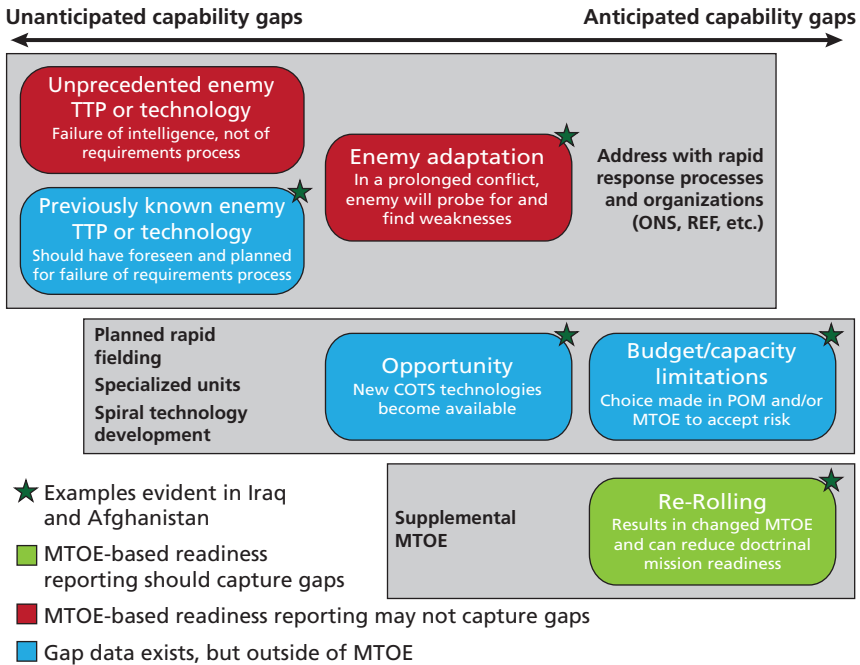 Unanticipated capability gaps
Anticipated capability gaps
Unprecedented enemy
TTP or technology
Failure of intelligence, not of
requirements process
Previously known enemy
TTP or technology
Should have foreseen and planned
for failure of requirements process
Enemy adaptation
In a prolonged conflict,
enemy will probe for and
find weaknesses
Address with rapid
response processes
and organizations
(ONS, REF, etc.)
Planned rapid
fielding
Specialized units
Spiral technology
development
Opportunity
New COTS technologies
become available
Budget/capacity
limitations
Choice made in POM and/or
MTOE to accept risk
Supplemental
MTOE
Re-Rolling
Results in changed MTOE
and can reduce doctrinal
mission readiness
Examples evident in Iraq
and Afghanistan
MTOE-based readiness
reporting should capture gaps
MTOE-based readiness reporting may not capture gaps
Gap data exists, but outside of MTOE